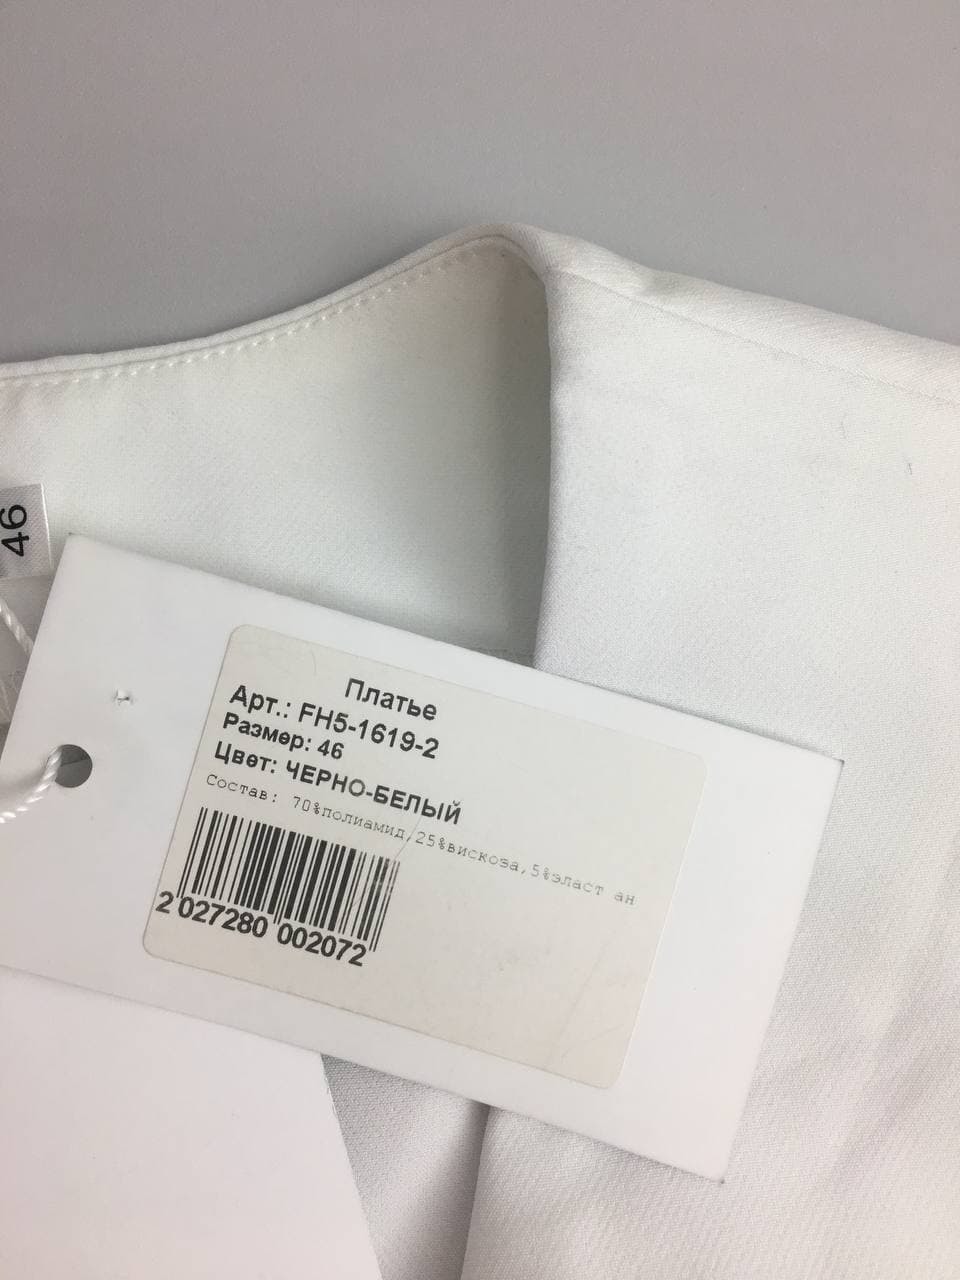 46
Платье
Арт.: FH5-1619-2
Размер: 46
Цвет: ЧЕРНО-БЕЛЫЙ
Состав: 70%полиамид,25%вискоза,5%эласт ан
2 027280 002072